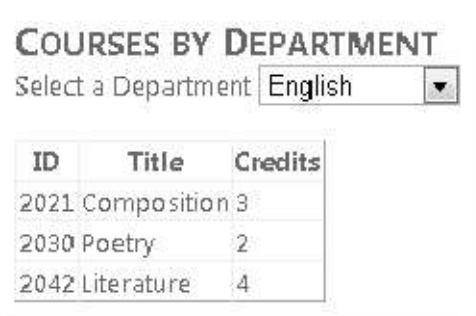 COURSES BY DEPARTMENT
Select a Department English
ID Title Credits
2021 Composition 3
2030 Poetry 2
2042 Literature 4